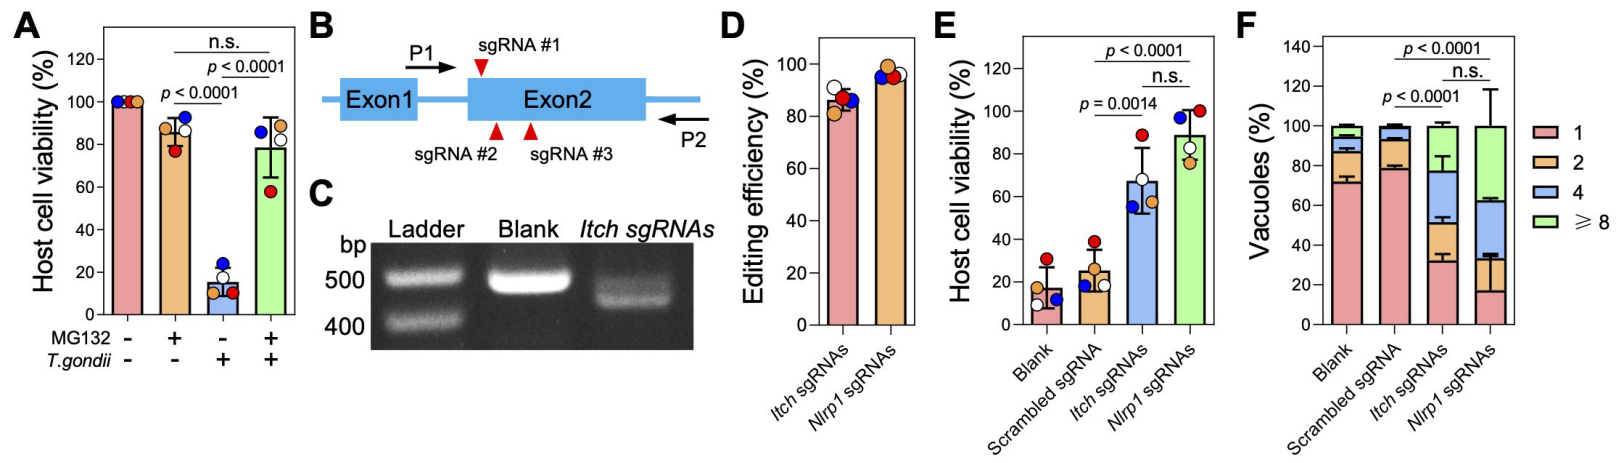 A
Host cell viability (%)
120
100
80
60
40
20
0
n.s.
p < 0.0001
p < 0.0001
MG132 - + - +
T.gondii - - + +
B
P1
sgRNA #1
Exon1
Exon2
P2
sgRNA #2
sgRNA #3
C
Ladder Blank Itch sgRNAs
bp
500
400
D
Editing efficiency (%)
100
80
60
40
20
0
Itch sgRNAs
Nlrp1 sgRNAs
E
Host cell viability (%)
120
100
80
60
40
20
0
p < 0.0001
n.s.
p = 0.0014
Blank
Scrambled sgRNA
Itch sgRNAs
Nlrp1 sgRNAs
F
Vacuoles (%)
140
120
100
80
60
40
20
0
p < 0.0001
n.s.
p < 0.0001
Blank
Scrambled sgRNA
Itch sgRNAs
Nlrp1 sgRNAs
1
2
4
⩾ 8